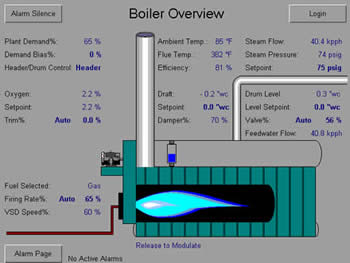 Alarm Silence
Boiler Overview
Login
Plant Demand%: 65 %
Demand Bias%: 0 %
Header/Drum Control: Header
Ambient Temp.: 85 °F
Flue Temp.: 382 °F
Efficiency: 81 %
Steam Flow: 40.4 kpph
Steam Pressure: 74 psig
Setpoint: 75 psig
Oxygen: 2.2 %
Setpoint: 2.2 %
Trim% Auto 0.0 %
Draft: - 0.2 "wc
Setpoint: 0.0 "wc
Damper%: 70 %
Drum Level 0.3 "wc
Level Setpoint 0.0 "wc
Valve% Auto 56 %
Feedwater Flow: 40.8 kpph
Fuel Selected: Gas
Firing Rate%: Auto 65 %
VSD Speed%: 60 %
Release to Modulate
Alarm Page
No Active Alarms